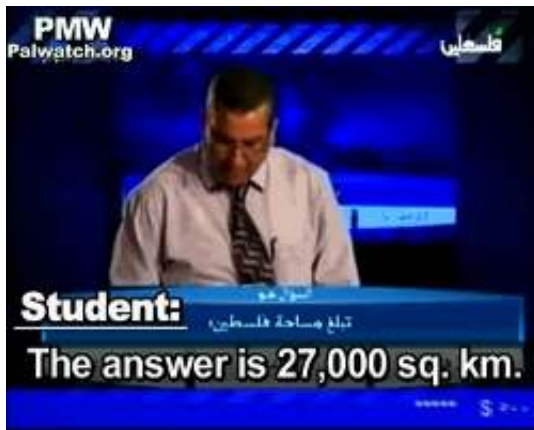 PMW
Palwatch.org
فلسطين
السؤال هو
Student:
تبلغ مساحة فلسطين:
The answer is 27,000 sq. km.